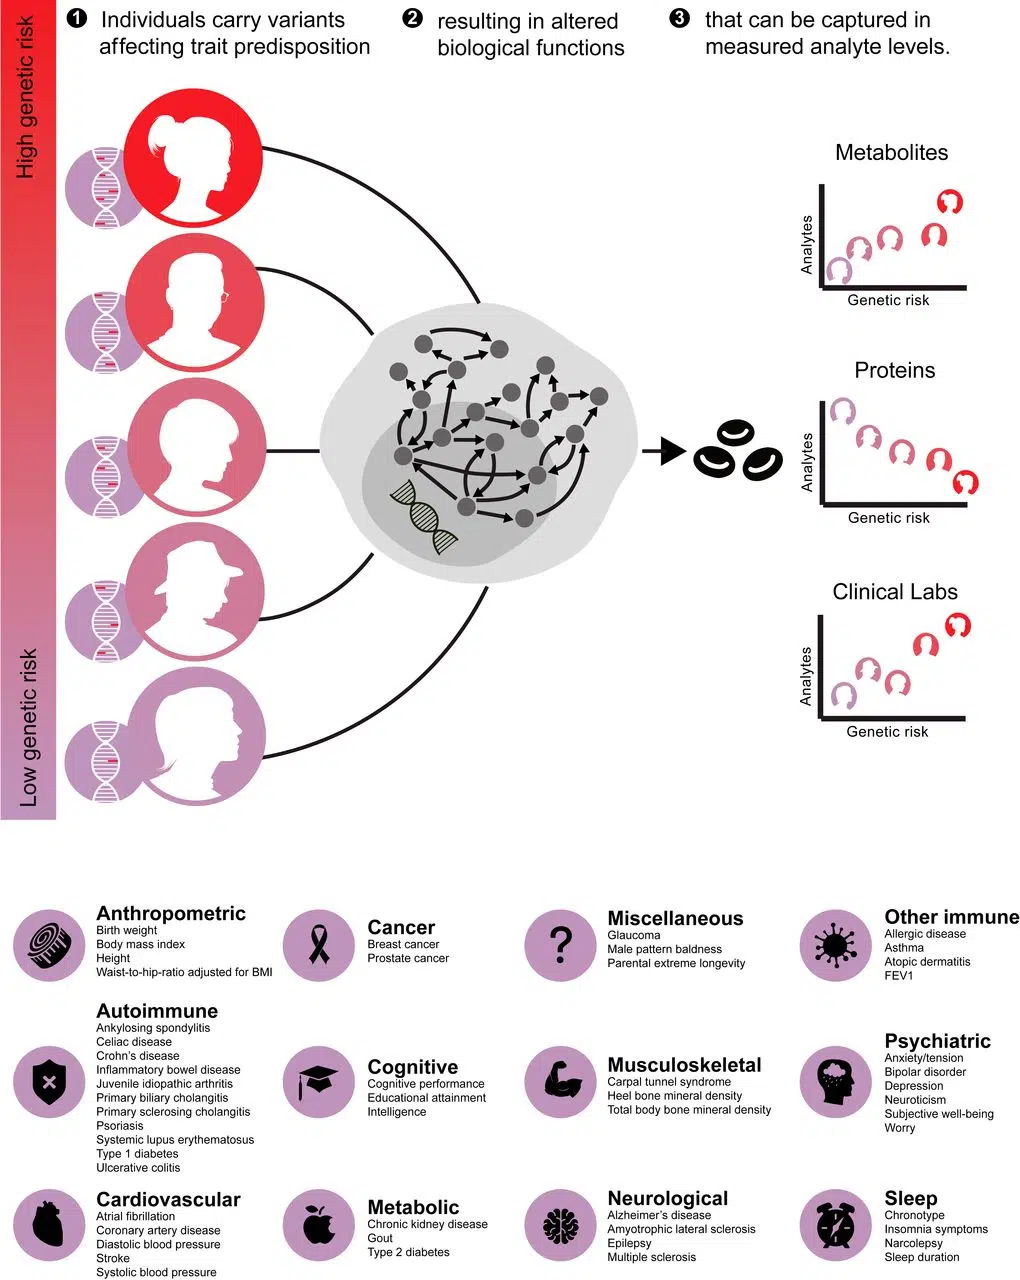 High genetic risk
Low genetic risk
1 Individuals carry variants
affecting trait predisposition
2 resulting in altered
biological functions
3 that can be captured in
measured analyte levels.
Metabolites
Analytes
Genetic risk
Proteins
Analytes
Genetic risk
Clinical Labs
Analytes
Genetic risk
Anthropometric
Birth weight
Body mass index
Height
Waist-to-hip-ratio adjusted for BMI
Cancer
Breast cancer
Prostate cancer
Miscellaneous
Glaucoma
Male pattern baldness
Parental extreme longevity
Other immune
Allergic disease
Asthma
Atopic dermatitis
FEV1
Autoimmune
Ankylosing spondylitis
Celiac disease
Crohn's disease
Inflammatory bowel disease
Juvenile idiopathic arthritis
Primary biliary cholangitis
Primary sclerosing cholangitis
Psoriasis
Systemic lupus erythematosus
Type 1 diabetes
Ulcerative colitis
Cognitive
Cognitive performance
Educational attainment
Intelligence
Musculoskeletal
Carpal tunnel syndrome
Heel bone mineral density
Total body bone mineral density
Psychiatric
Anxiety/tension
Bipolar disorder
Depression
Neuroticism
Subjective well-being
Worry
Cardiovascular
Atrial fibrillation
Coronary artery disease
Diastolic blood pressure
Stroke
Systolic blood pressure
Metabolic
Chronic kidney disease
Gout
Type 2 diabetes
Neurological
Alzheimer's disease
Amyotrophic lateral sclerosis
Epilepsy
Multiple sclerosis
Sleep
Chronotype
Insomnia symptoms
Narcolepsy
Sleep duration